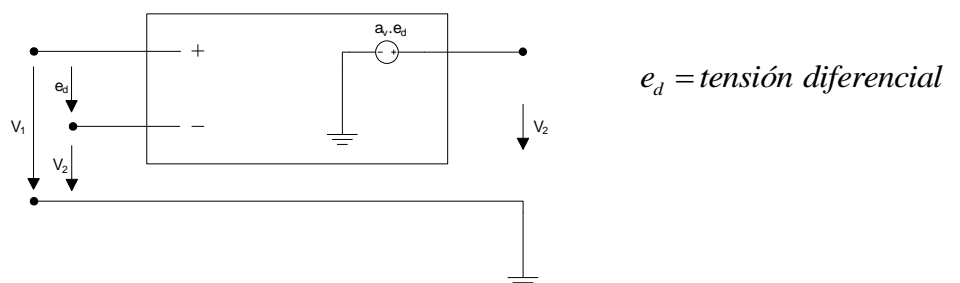 a_v.e_d
+
- +
e_d = tensión diferencial
e_d
V_1
−
V_2
V_2